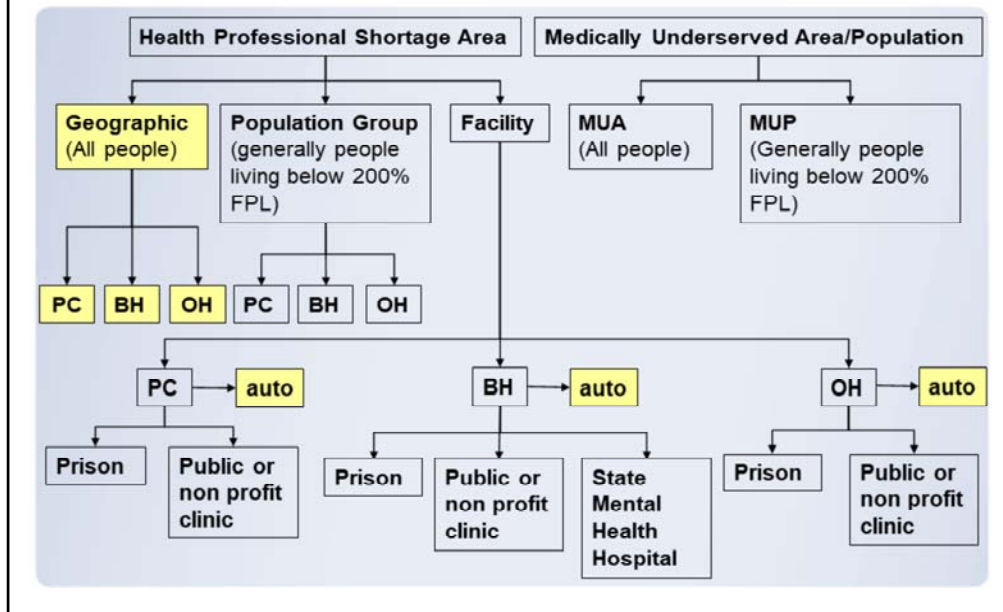 Health Professional Shortage Area
Medically Underserved Area/Population
Geographic
(All people)
Population Group
(generally people
living below 200%
FPL)
Facility
MUA
(All people)
MUP
(Generally people
living below 200%
FPL)
PC
BH
OH
PC
BH
OH
PC
auto
BH
auto
OH
auto
Prison
Public or
non profit
clinic
Prison
Public or
non profit
clinic
State
Mental
Health
Hospital
Prison
Public or
non profit
clinic